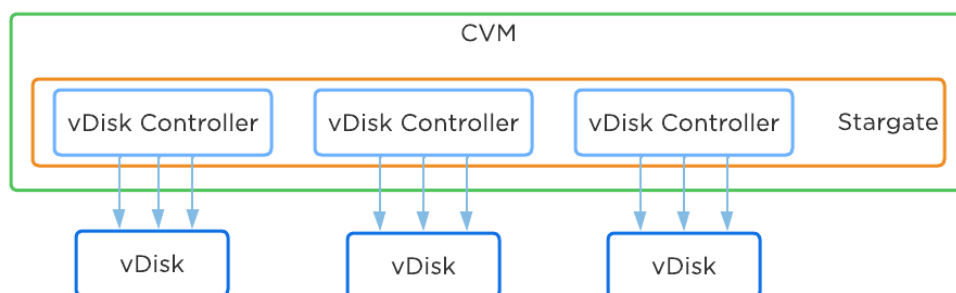 CVM
vDisk Controller
vDisk Controller
vDisk Controller
Stargate
vDisk
vDisk
vDisk